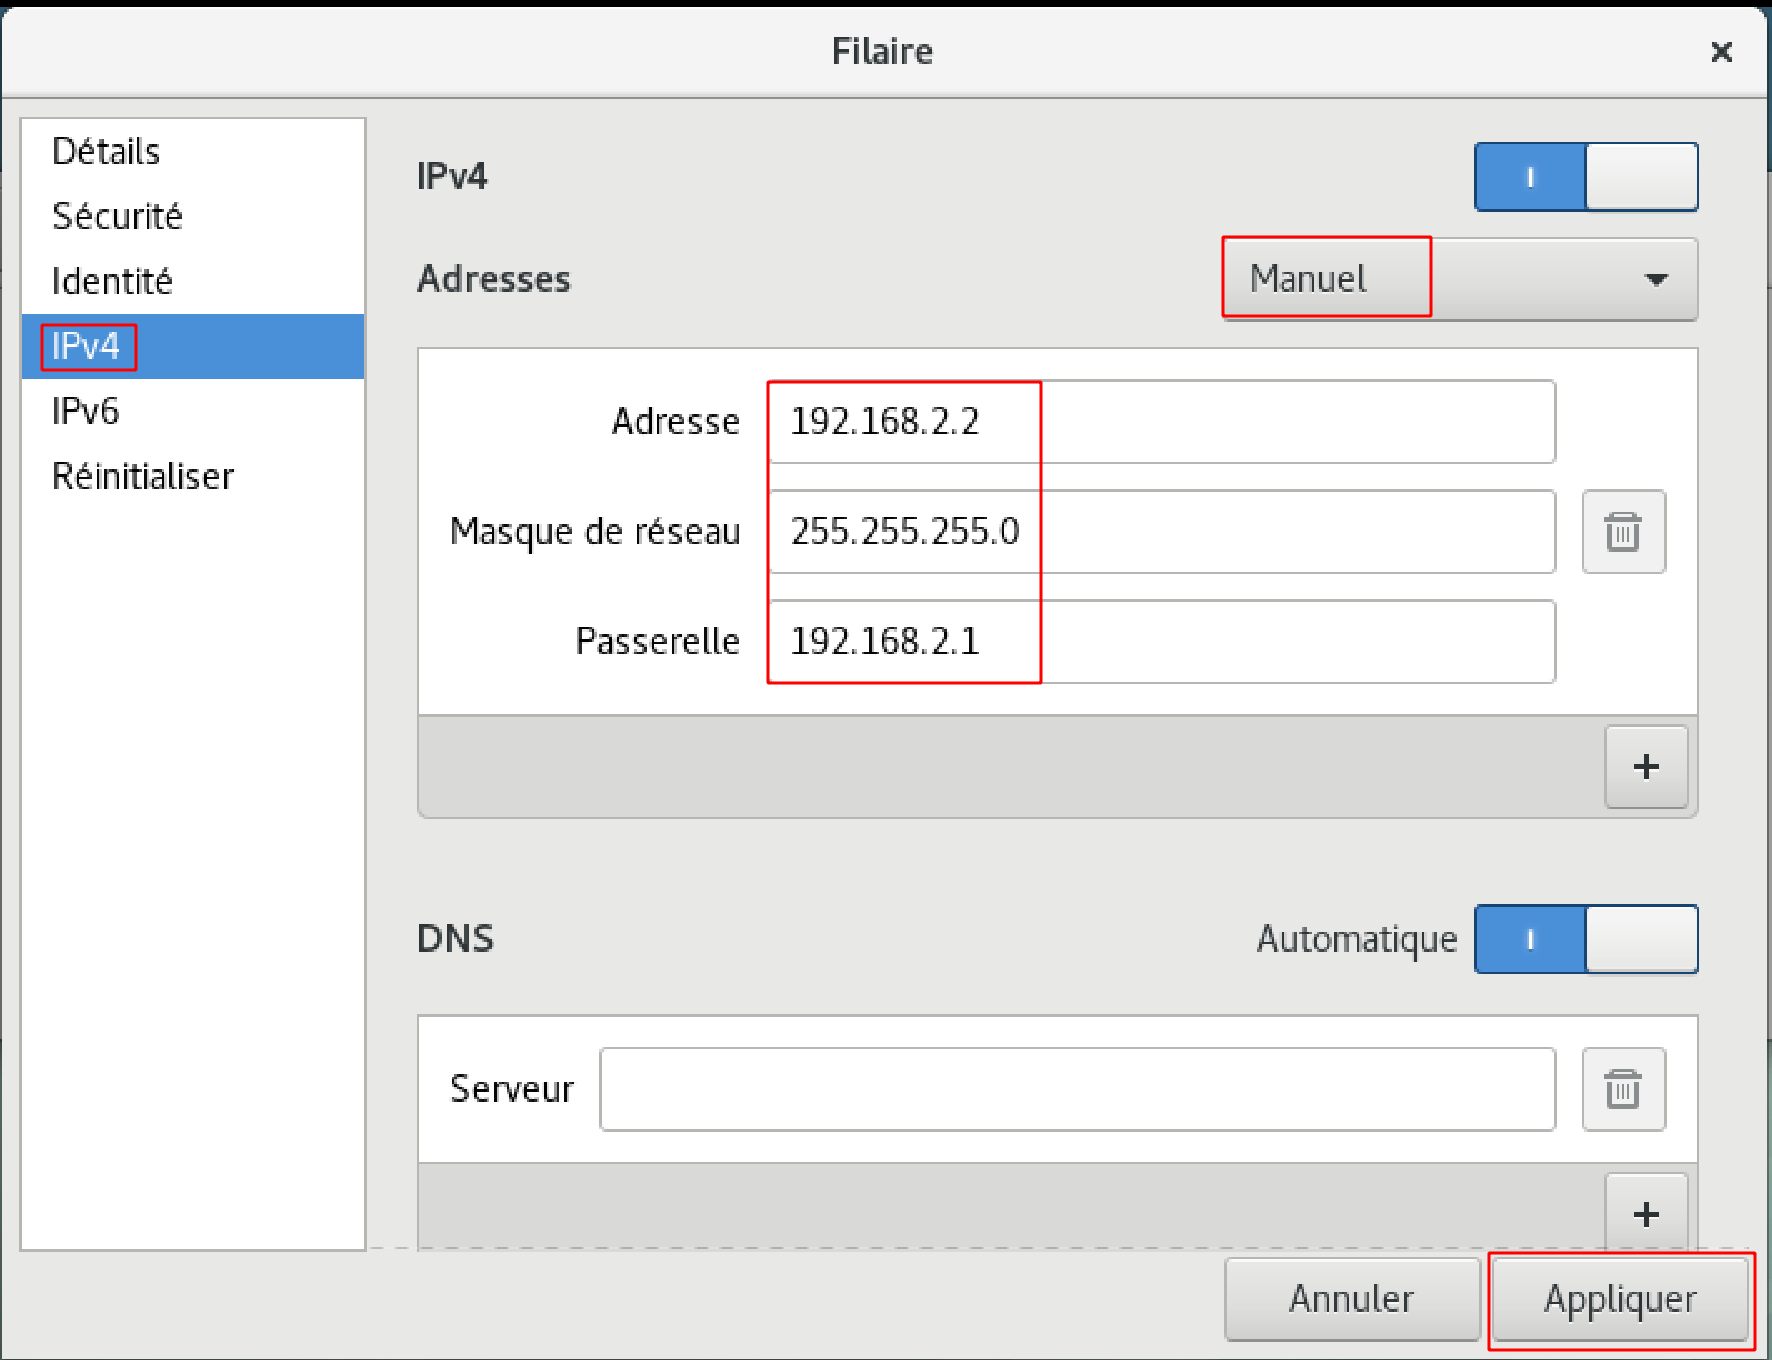 Filaire
Détails
Sécurité
Identité
IPv4
IPv6
Réinitialiser
IPv4
Adresses
Manuel
Adresse
192.168.2.2
Masque de réseau
255.255.255.0
Passerelle
192.168.2.1
+
DNS
Automatique
Serveur
+
Annuler
Appliquer